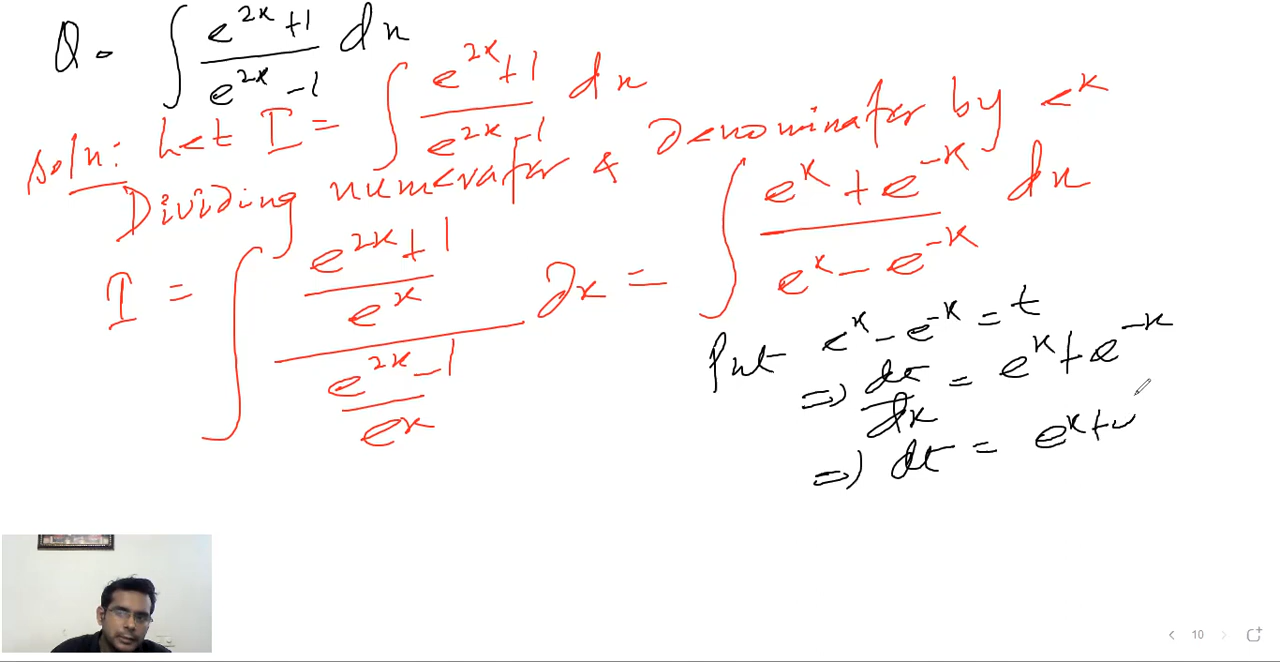 Q- ∫ (e^{2x}+1)/(e^{2x}-1) dx
Soln: Let I = ∫ (e^{2x}+1)/(e^{2x}-1) dx
Dividing numerator & denominator by e^x
I = ∫ ((e^{2x}+1)/e^x)/((e^{2x}-1)/e^x) dx = ∫ (e^x + e^{-x})/(e^x - e^{-x}) dx
Put e^x - e^{-x} = t
=> dt/dx = e^x + e^{-x}
=> dt = e^x +
10